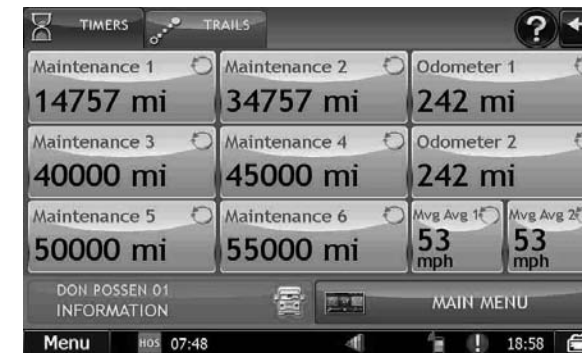 TIMERS TRAILS ?
Maintenance 1 Maintenance 2 Odometer 1
14757 mi 34757 mi 242 mi
Maintenance 3 Maintenance 4 Odometer 2
40000 mi 45000 mi 242 mi
Maintenance 5 Maintenance 6 Mvg Avg 1 Mvg Avg 2
50000 mi 55000 mi 53 mph 53 mph
DON POSSEN 01
INFORMATION MAIN MENU
Menu HOS 07:48 18:58